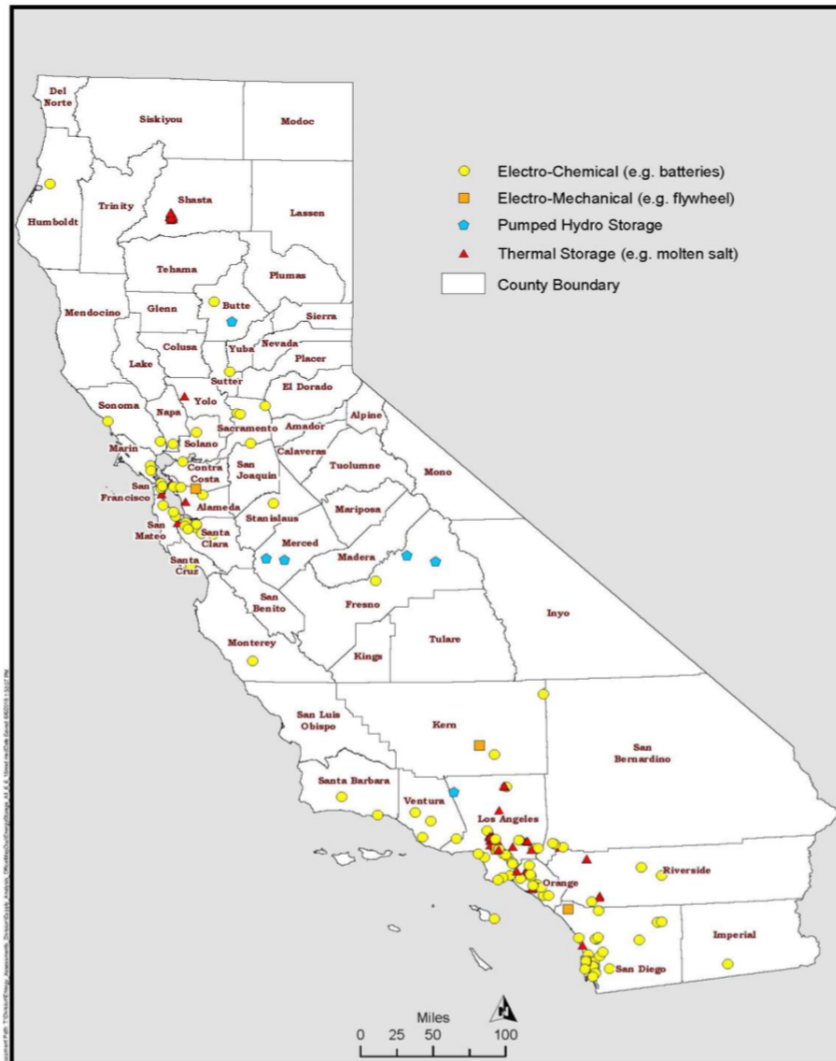 Del
Norte
Siskiyou
Modoc
Humboldt
Trinity
Shasta
Lassen
Electro-Chemical (e.g. batteries)
Electro-Mechanical (e.g. flywheel)
Pumped Hydro Storage
Thermal Storage (e.g. molten salt)
County Boundary
Tehama
Plumas
Mendocino
Glenn
Butte
Sierra
Colusa
Lake
Yuba
Nevada
Placer
Sutter
El Dorado
Sonoma
Napa
Yolo
Sacramento
Amador
Alpine
Marin
Solano
Calaveras
Contra
Costa
San
Joaquin
Tuolumne
Mono
San
Francisco
Alameda
Stanislaus
Mariposa
San
Mateo
Santa
Clara
Merced
Madera
Santa
Cruz
San
Benito
Fresno
Inyo
Monterey
Kings
Tulare
San Luis
Obispo
Kern
San
Bernardino
Santa Barbara
Ventura
Los Angeles
Orange
Riverside
San Diego
Imperial
Miles
N
0 25 50 100